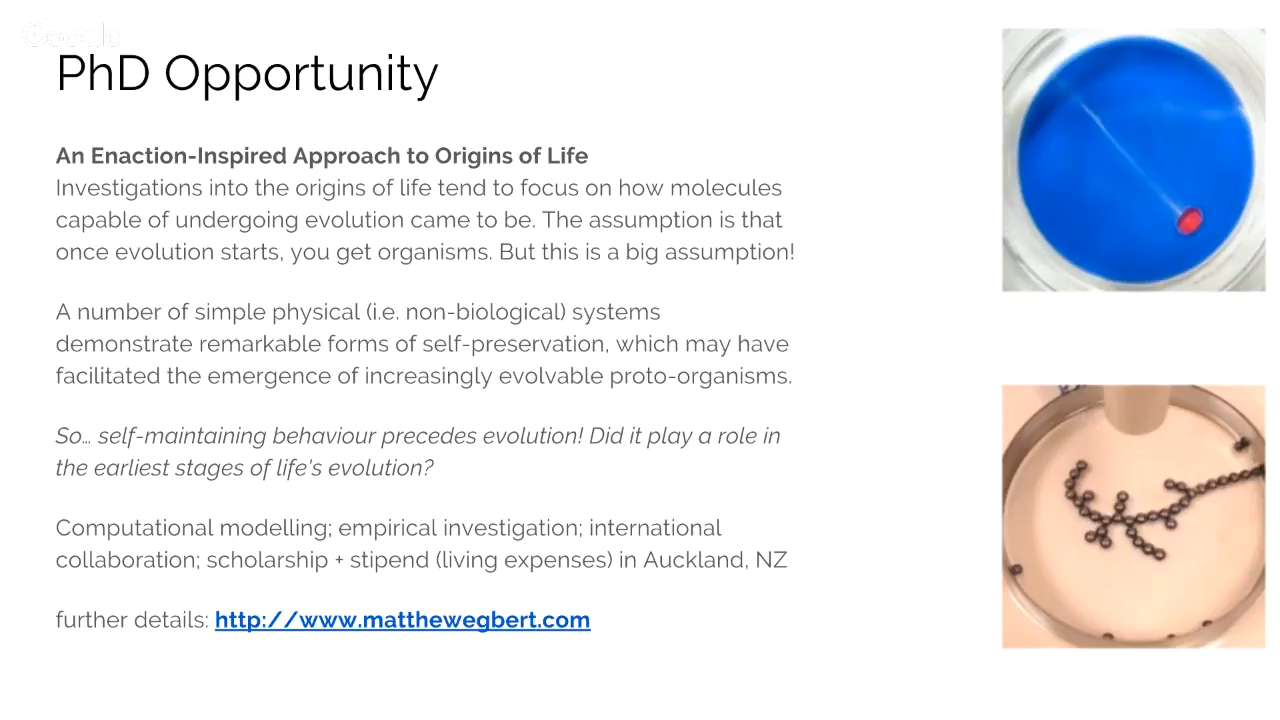 PhD Opportunity
An Enaction-Inspired Approach to Origins of Life
Investigations into the origins of life tend to focus on how molecules
capable of undergoing evolution came to be. The assumption is that
once evolution starts, you get organisms. But this is a big assumption!
A number of simple physical (i.e. non-biological) systems
demonstrate remarkable forms of self-preservation, which may have
facilitated the emergence of increasingly evolvable proto-organisms.
So… self-maintaining behaviour precedes evolution! Did it play a role in
the earliest stages of life's evolution?
Computational modelling; empirical investigation; international
collaboration; scholarship + stipend (living expenses) in Auckland, NZ
further details: http://www.matthewegbert.com